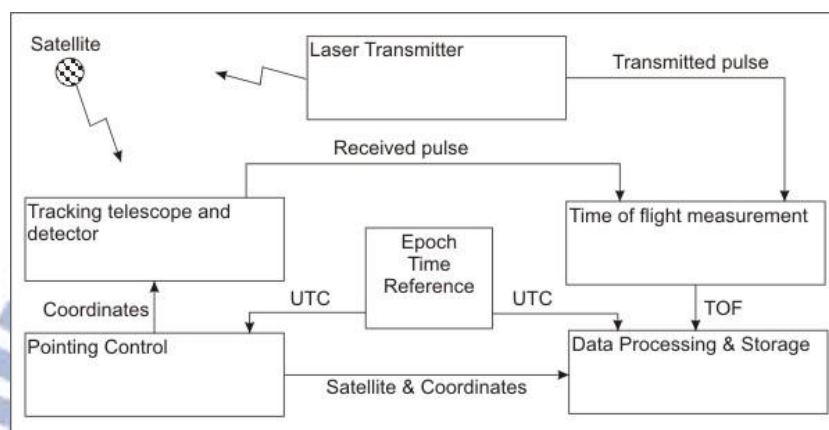 Satellite
Laser Transmitter
Transmitted pulse
Received pulse
Tracking telescope and
detector
Time of flight measurement
Epoch
Time
Reference
Coordinates
UTC
UTC
TOF
Pointing Control
Data Processing & Storage
Satellite & Coordinates